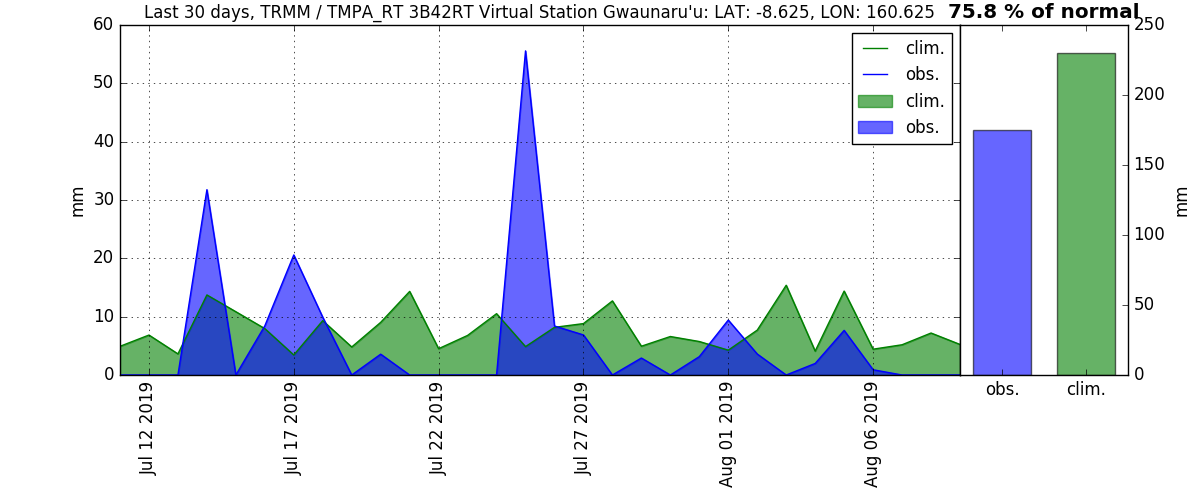 Last 30 days, TRMM / TMPA_RT 3B42RT Virtual Station Gwaunaru'u: LAT: -8.625, LON: 160.625
75.8 % of normal
60
50
40
30
20
10
0
mm
clim.
obs.
clim.
obs.
Jul 12 2019
Jul 17 2019
Jul 22 2019
Jul 27 2019
Aug 01 2019
Aug 06 2019
250
200
150
100
50
0
mm
obs.
clim.